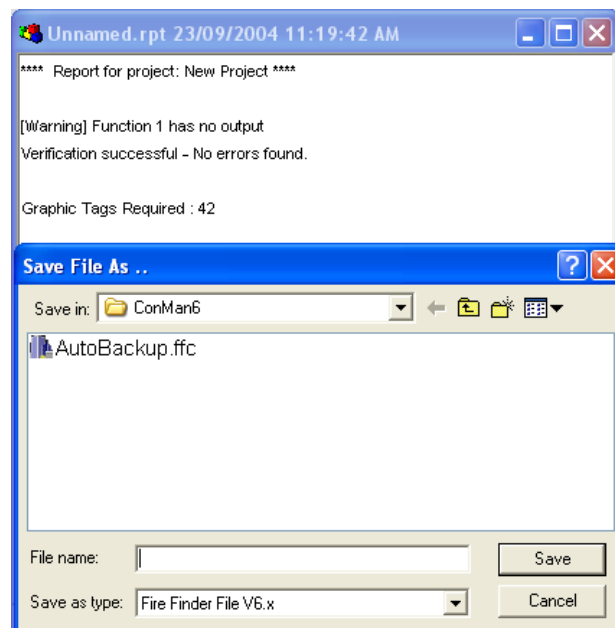 Unnamed.rpt 23/09/2004 11:19:42 AM
**** Report for project: New Project ****
[Warning] Function 1 has no output
Verification successful - No errors found.
Graphic Tags Required : 42
Save File As ..
Save in: ConMan6
AutoBackup.ffc
File name:
Save
Save as type: Fire Finder File V6.x
Cancel